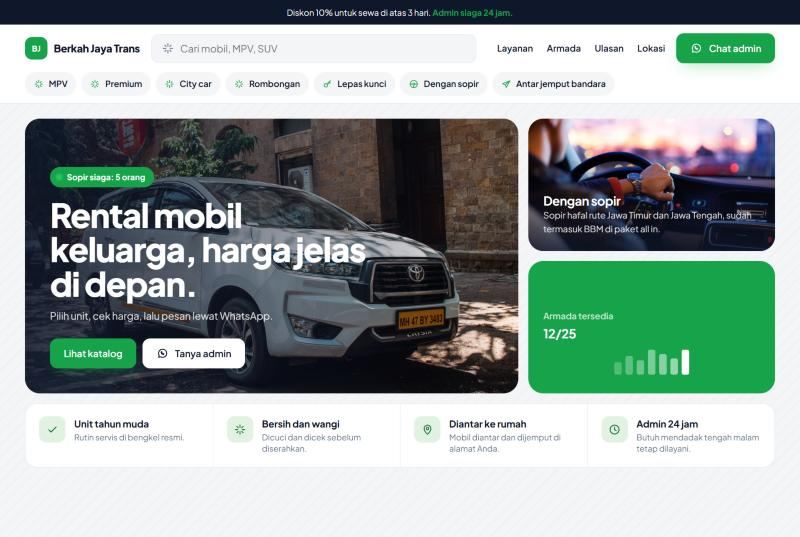 Diskon 10% untuk sewa di atas 3 hari. Admin siaga 24 jam.
BJ Berkah Jaya Trans
Cari mobil, MPV, SUV
Layanan Armada Ulasan Lokasi
Chat admin
MPV Premium City car Rombongan Lepas kunci Dengan sopir Antar jemput bandara
Sopir siaga: 5 orang
Rental mobil
keluarga, harga jelas
di depan.
Pilih unit, cek harga, lalu pesan lewat WhatsApp.
Lihat katalog
Tanya admin
MH 47 BY 3483
CRYSTA
Dengan sopir
Sopir hafal rute Jawa Timur dan Jawa Tengah, sudah
termasuk BBM di paket all in.
Armada tersedia
12/25
Unit tahun muda
Rutin servis di bengkel resmi.
Bersih dan wangi
Dicuci dan dicek sebelum
diserahkan.
Diantar ke rumah
Mobil diantar dan dijemput di
alamat Anda.
Admin 24 jam
Butuh mendadak tengah malam
tetap dilayani.